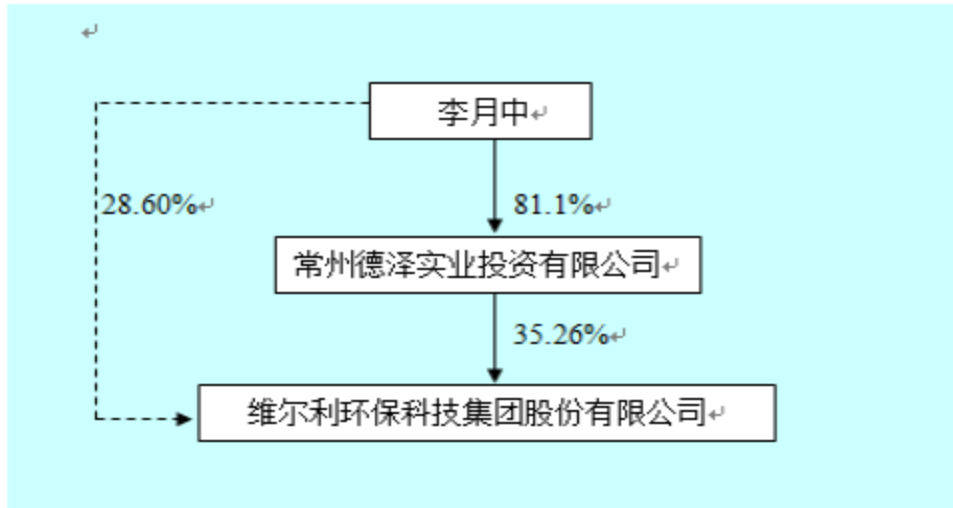 李月中
28.60%
81.1%
常州德泽实业投资有限公司
35.26%
维尔利环保科技集团股份有限公司